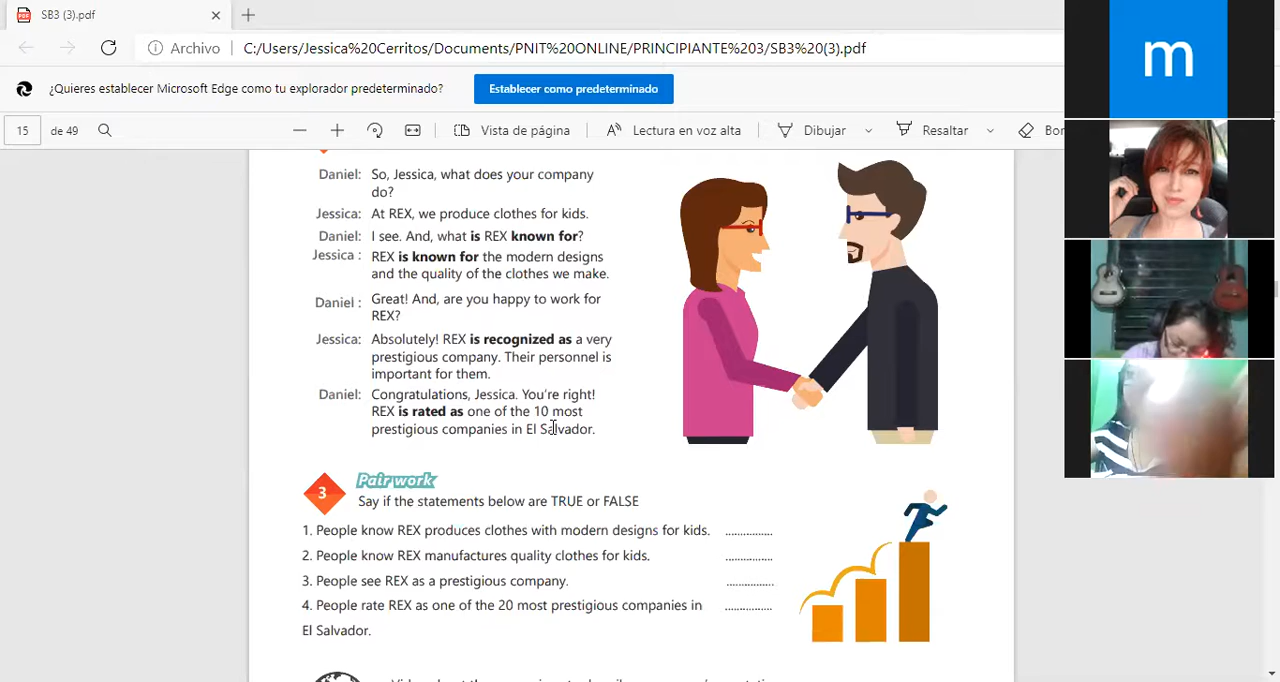 SB3 (3).pdf
Archivo
C:/Users/Jessica%20Cerritos/Documents/PNIT%20ONLINE/PRINCIPIANTE%203/SB3%20(3).pdf
¿Quieres establecer Microsoft Edge como tu explorador predeterminado?
Establecer como predeterminado
15 de 49
Vista de página
Lectura en voz alta
Dibujar
Resaltar
Bor
m
Daniel: So, Jessica, what does your company
do?
Jessica: At REX, we produce clothes for kids.
Daniel: I see. And, what is REX known for?
Jessica : REX is known for the modern designs
and the quality of the clothes we make.
Daniel : Great! And, are you happy to work for
REX?
Jessica: Absolutely! REX is recognized as a very
prestigious company. Their personnel is
important for them.
Daniel: Congratulations, Jessica. You're right!
REX is rated as one of the 10 most
prestigious companies in El Salvador.
3
Pair work
Say if the statements below are TRUE or FALSE
1. People know REX produces clothes with modern designs for kids. ................
2. People know REX manufactures quality clothes for kids. ...............
3. People see REX as a prestigious company. ................
4. People rate REX as one of the 20 most prestigious companies in ................
El Salvador.